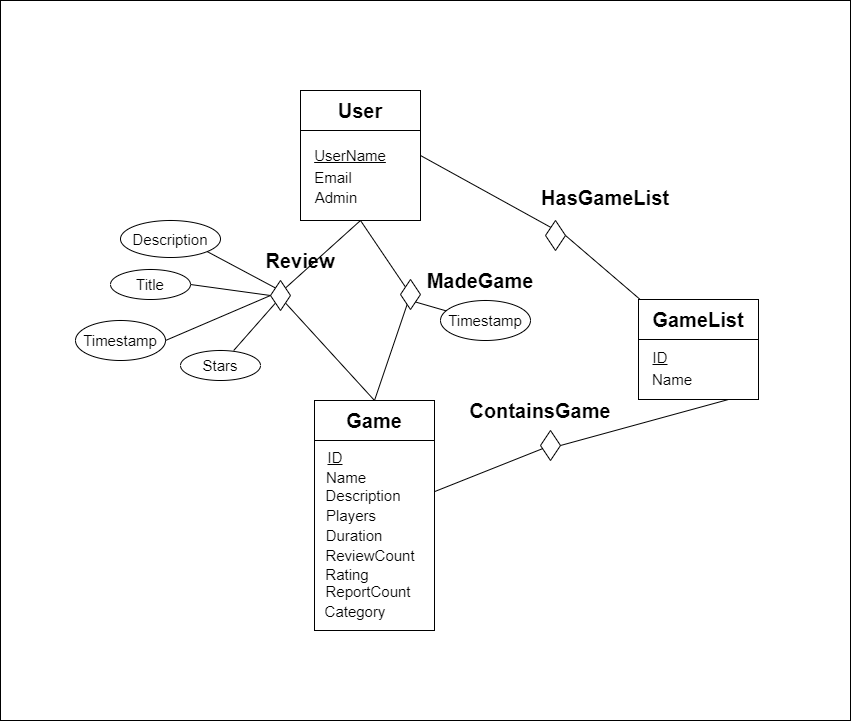 User
UserName
Email
Admin
HasGameList
Description
Review
Title
MadeGame
Timestamp
Timestamp
Stars
GameList
ID
Name
ContainsGame
Game
ID
Name
Description
Players
Duration
ReviewCount
Rating
ReportCount
Category